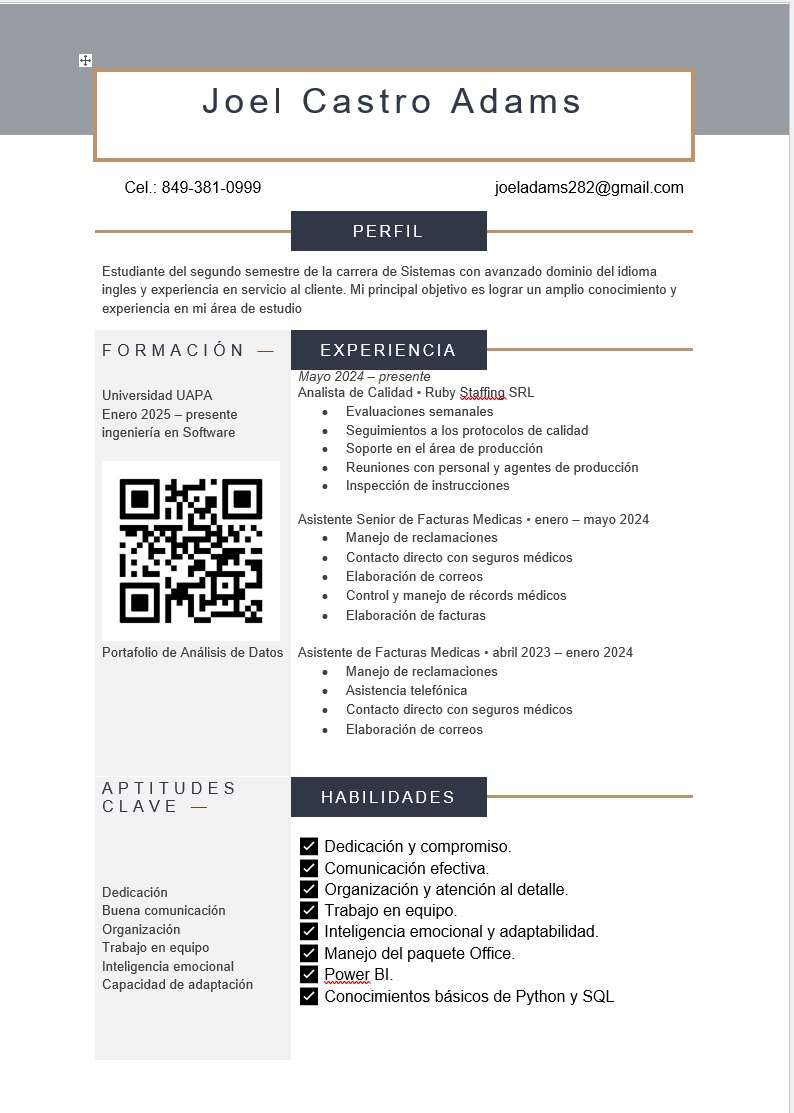 Joel Castro Adams
Cel.: 849-381-0999
joeladams282@gmail.com
PERFIL
Estudiante del segundo semestre de la carrera de Sistemas con avanzado dominio del idioma
ingles y experiencia en servicio al cliente. Mi principal objetivo es lograr un amplio conocimiento y
experiencia en mi área de estudio
FORMACIÓN —
Universidad UAPA
Enero 2025 – presente
ingeniería en Software
Portafolio de Análisis de Datos
EXPERIENCIA
Mayo 2024 – presente
Analista de Calidad • Ruby Staffing SRL
• Evaluaciones semanales
• Seguimientos a los protocolos de calidad
• Soporte en el área de producción
• Reuniones con personal y agentes de producción
• Inspección de instrucciones
Asistente Senior de Facturas Medicas • enero – mayo 2024
• Manejo de reclamaciones
• Contacto directo con seguros médicos
• Elaboración de correos
• Control y manejo de récords médicos
• Elaboración de facturas
Asistente de Facturas Medicas • abril 2023 – enero 2024
• Manejo de reclamaciones
• Asistencia telefónica
• Contacto directo con seguros médicos
• Elaboración de correos
APTITUDES
CLAVE —
Dedicación
Buena comunicación
Organización
Trabajo en equipo
Inteligencia emocional
Capacidad de adaptación
HABILIDADES
Dedicación y compromiso.
Comunicación efectiva.
Organización y atención al detalle.
Trabajo en equipo.
Inteligencia emocional y adaptabilidad.
Manejo del paquete Office.
Power BI.
Conocimientos básicos de Python y SQL